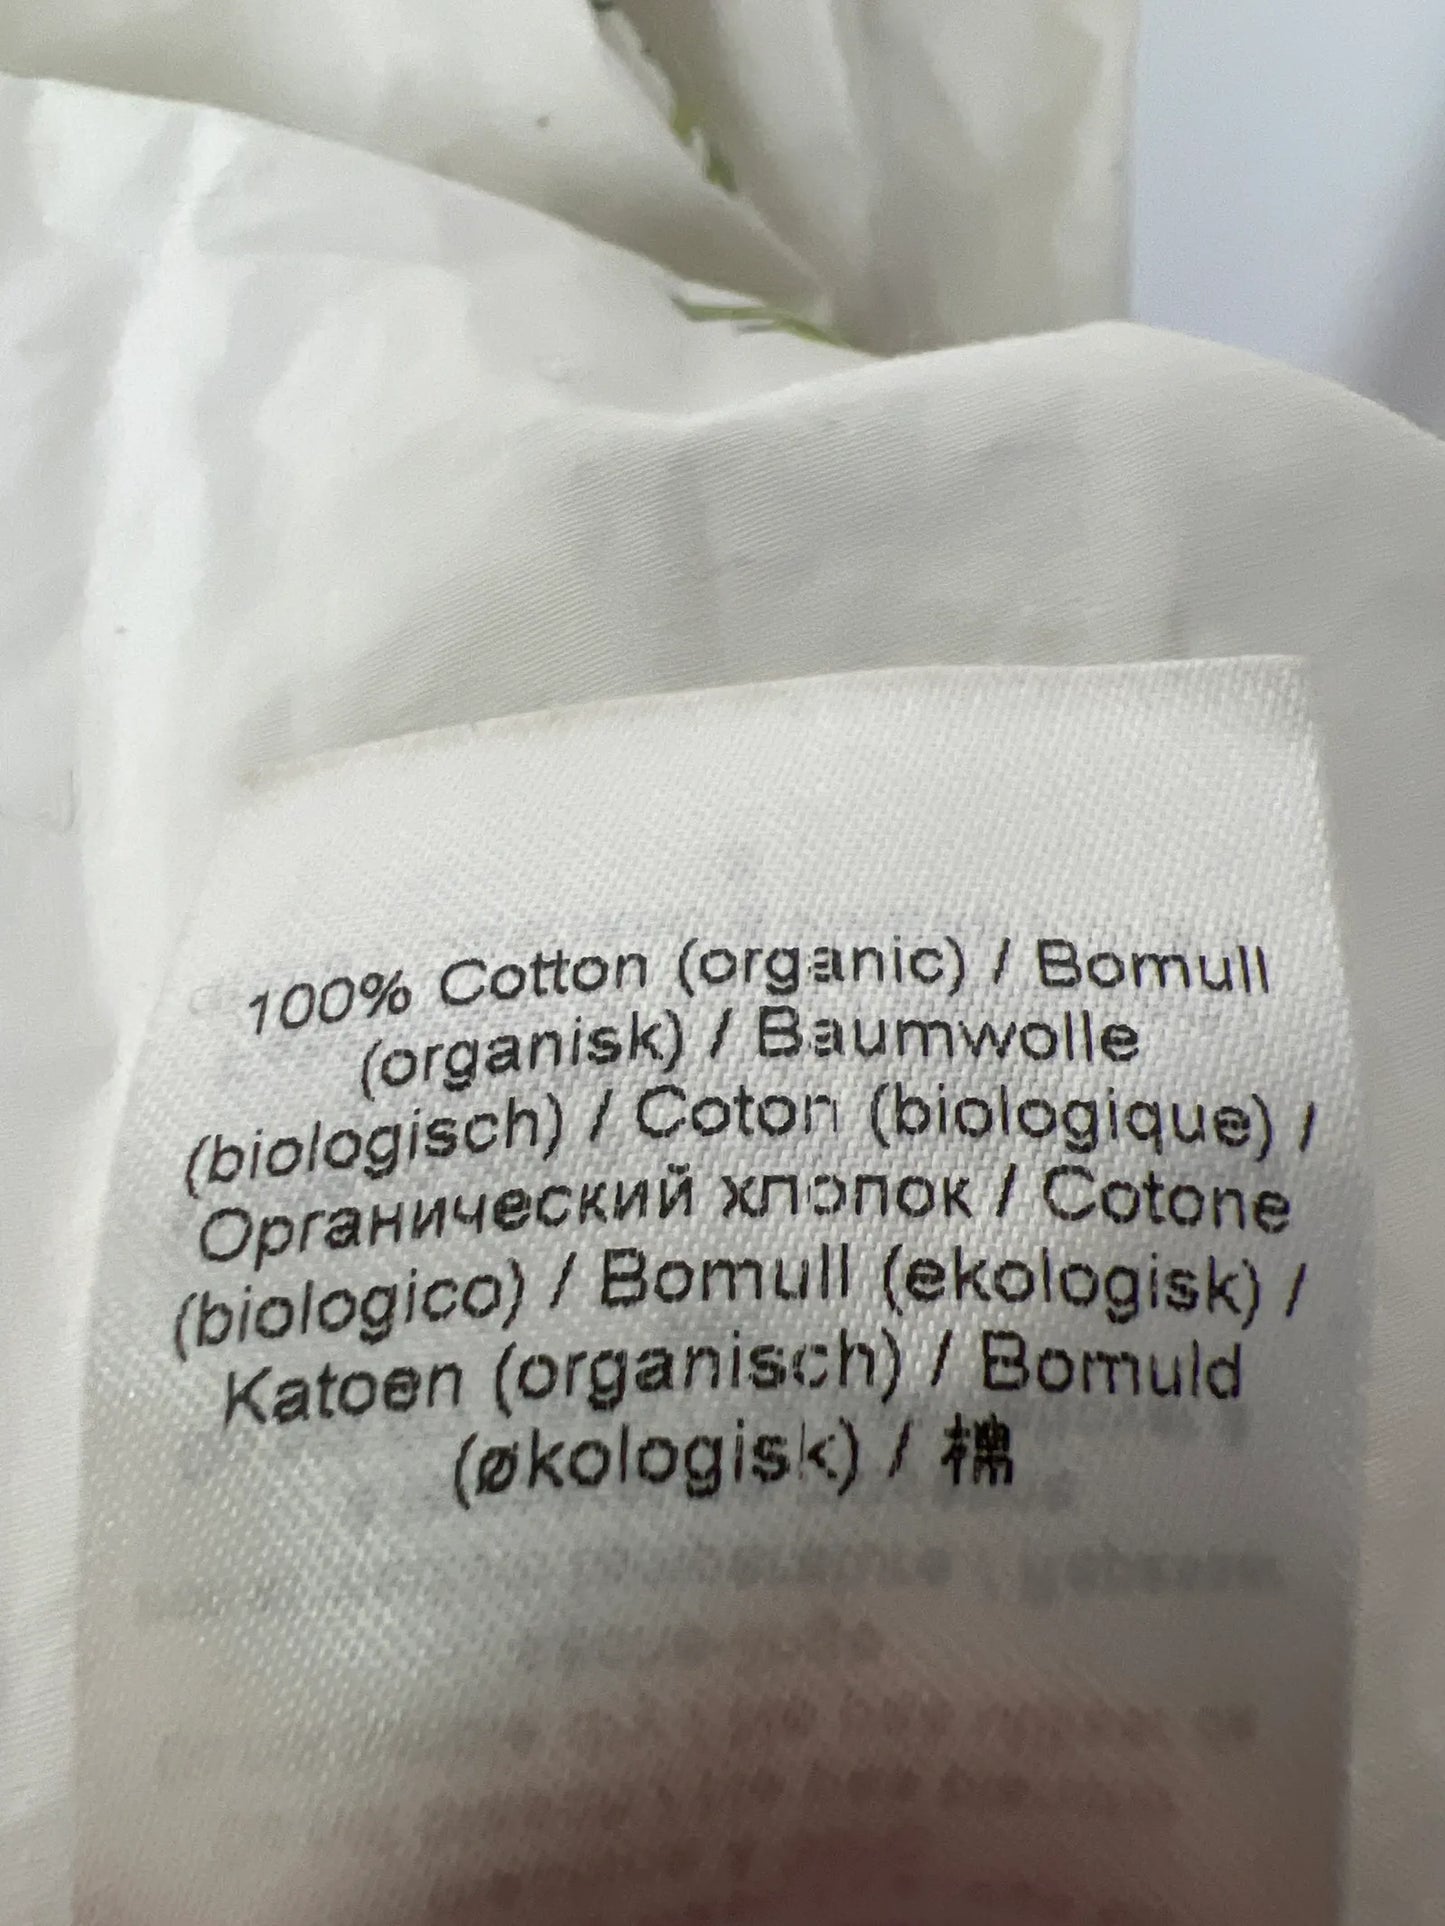 100% Cotton (organic) / Bomull
(organisk) / Baumwolle
(biologisch) / Coton (biologique) /
Органический хлопок / Cotone
(biologico) / Bomull (ekologisk) /
Katoen (organisch) / Bomuld
(økologisk) / 棉